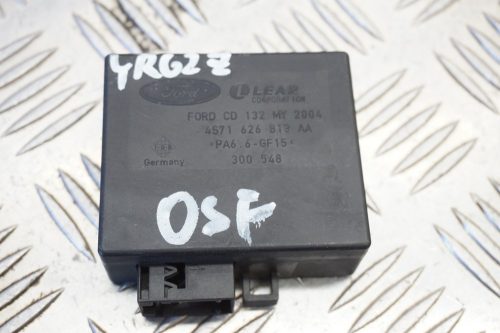 YRG2Z
Ford LEAR
CORPORATION
FORD CD 132 MY 2004
4S71 626 B13 AA
>PA6.6-GF15<
Germany 300 548
OSF